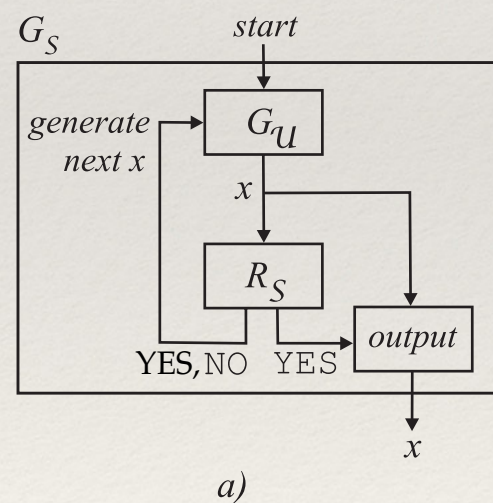 G_S
start
generate
next x
G_𝒰
x
R_S
output
YES, NO YES
x
a)